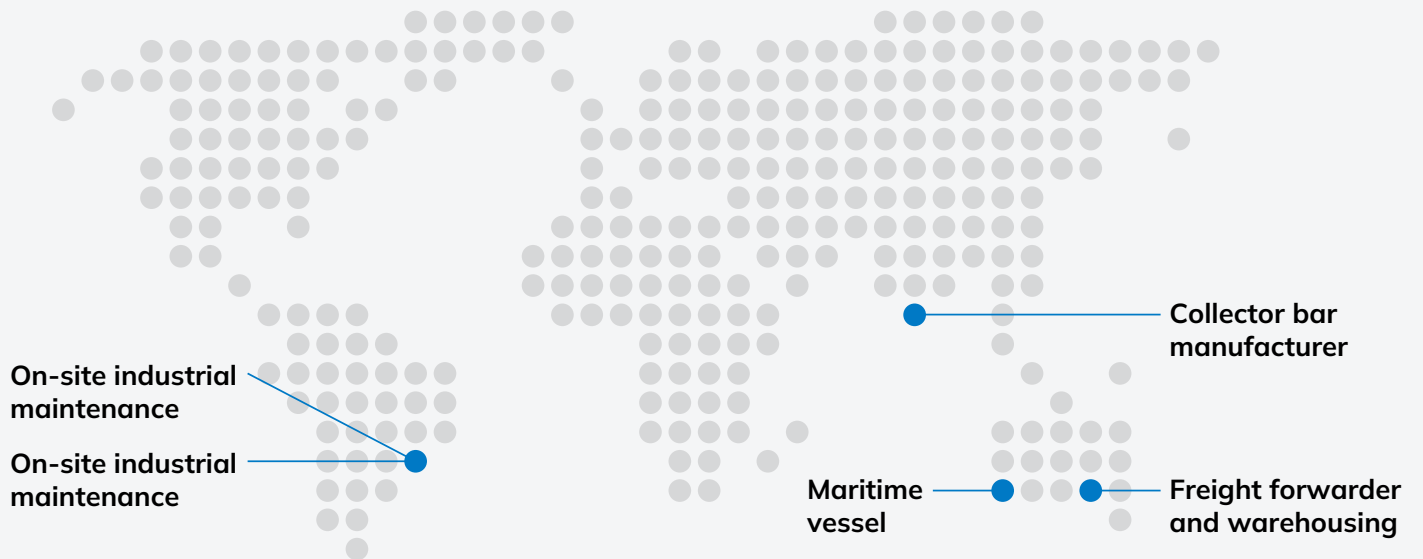 Collector bar
manufacturer
On-site industrial
maintenance
On-site industrial
maintenance
Maritime
vessel
Freight forwarder
and warehousing